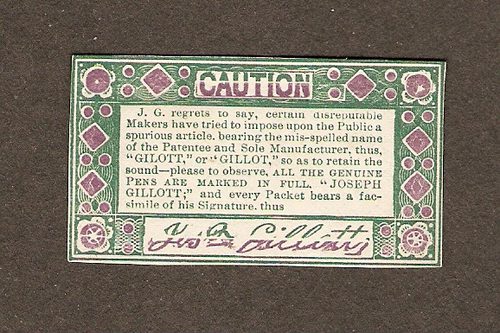 CAUTION
J. G. regrets to say, certain disreputable
Makers have tried to impose upon the Public a
spurious article, bearing the mis-spelled name
of the Patentee and Sole Manufacturer, thus,
"GILOTT," or "GILLOT," so as to retain the
sound—please to observe, ALL THE GENUINE
PENS ARE MARKED IN FULL, "JOSEPH
GILLOTT;" and every Packet bears a fac-
simile of his Signature, thus
Gillott